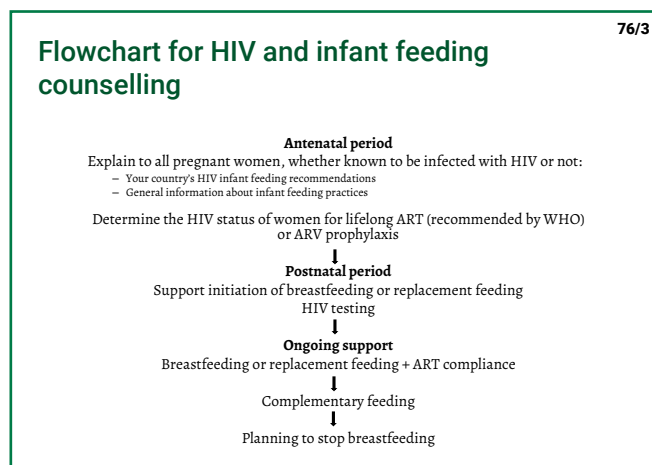 76/3
Flowchart for HIV and infant feeding
counselling
Antenatal period
Explain to all pregnant women, whether known to be infected with HIV or not:
– Your country's HIV infant feeding recommendations
– General information about infant feeding practices
Determine the HIV status of women for lifelong ART (recommended by WHO)
or ARV prophylaxis
Postnatal period
Support initiation of breastfeeding or replacement feeding
HIV testing
Ongoing support
Breastfeeding or replacement feeding + ART compliance
Complementary feeding
Planning to stop breastfeeding